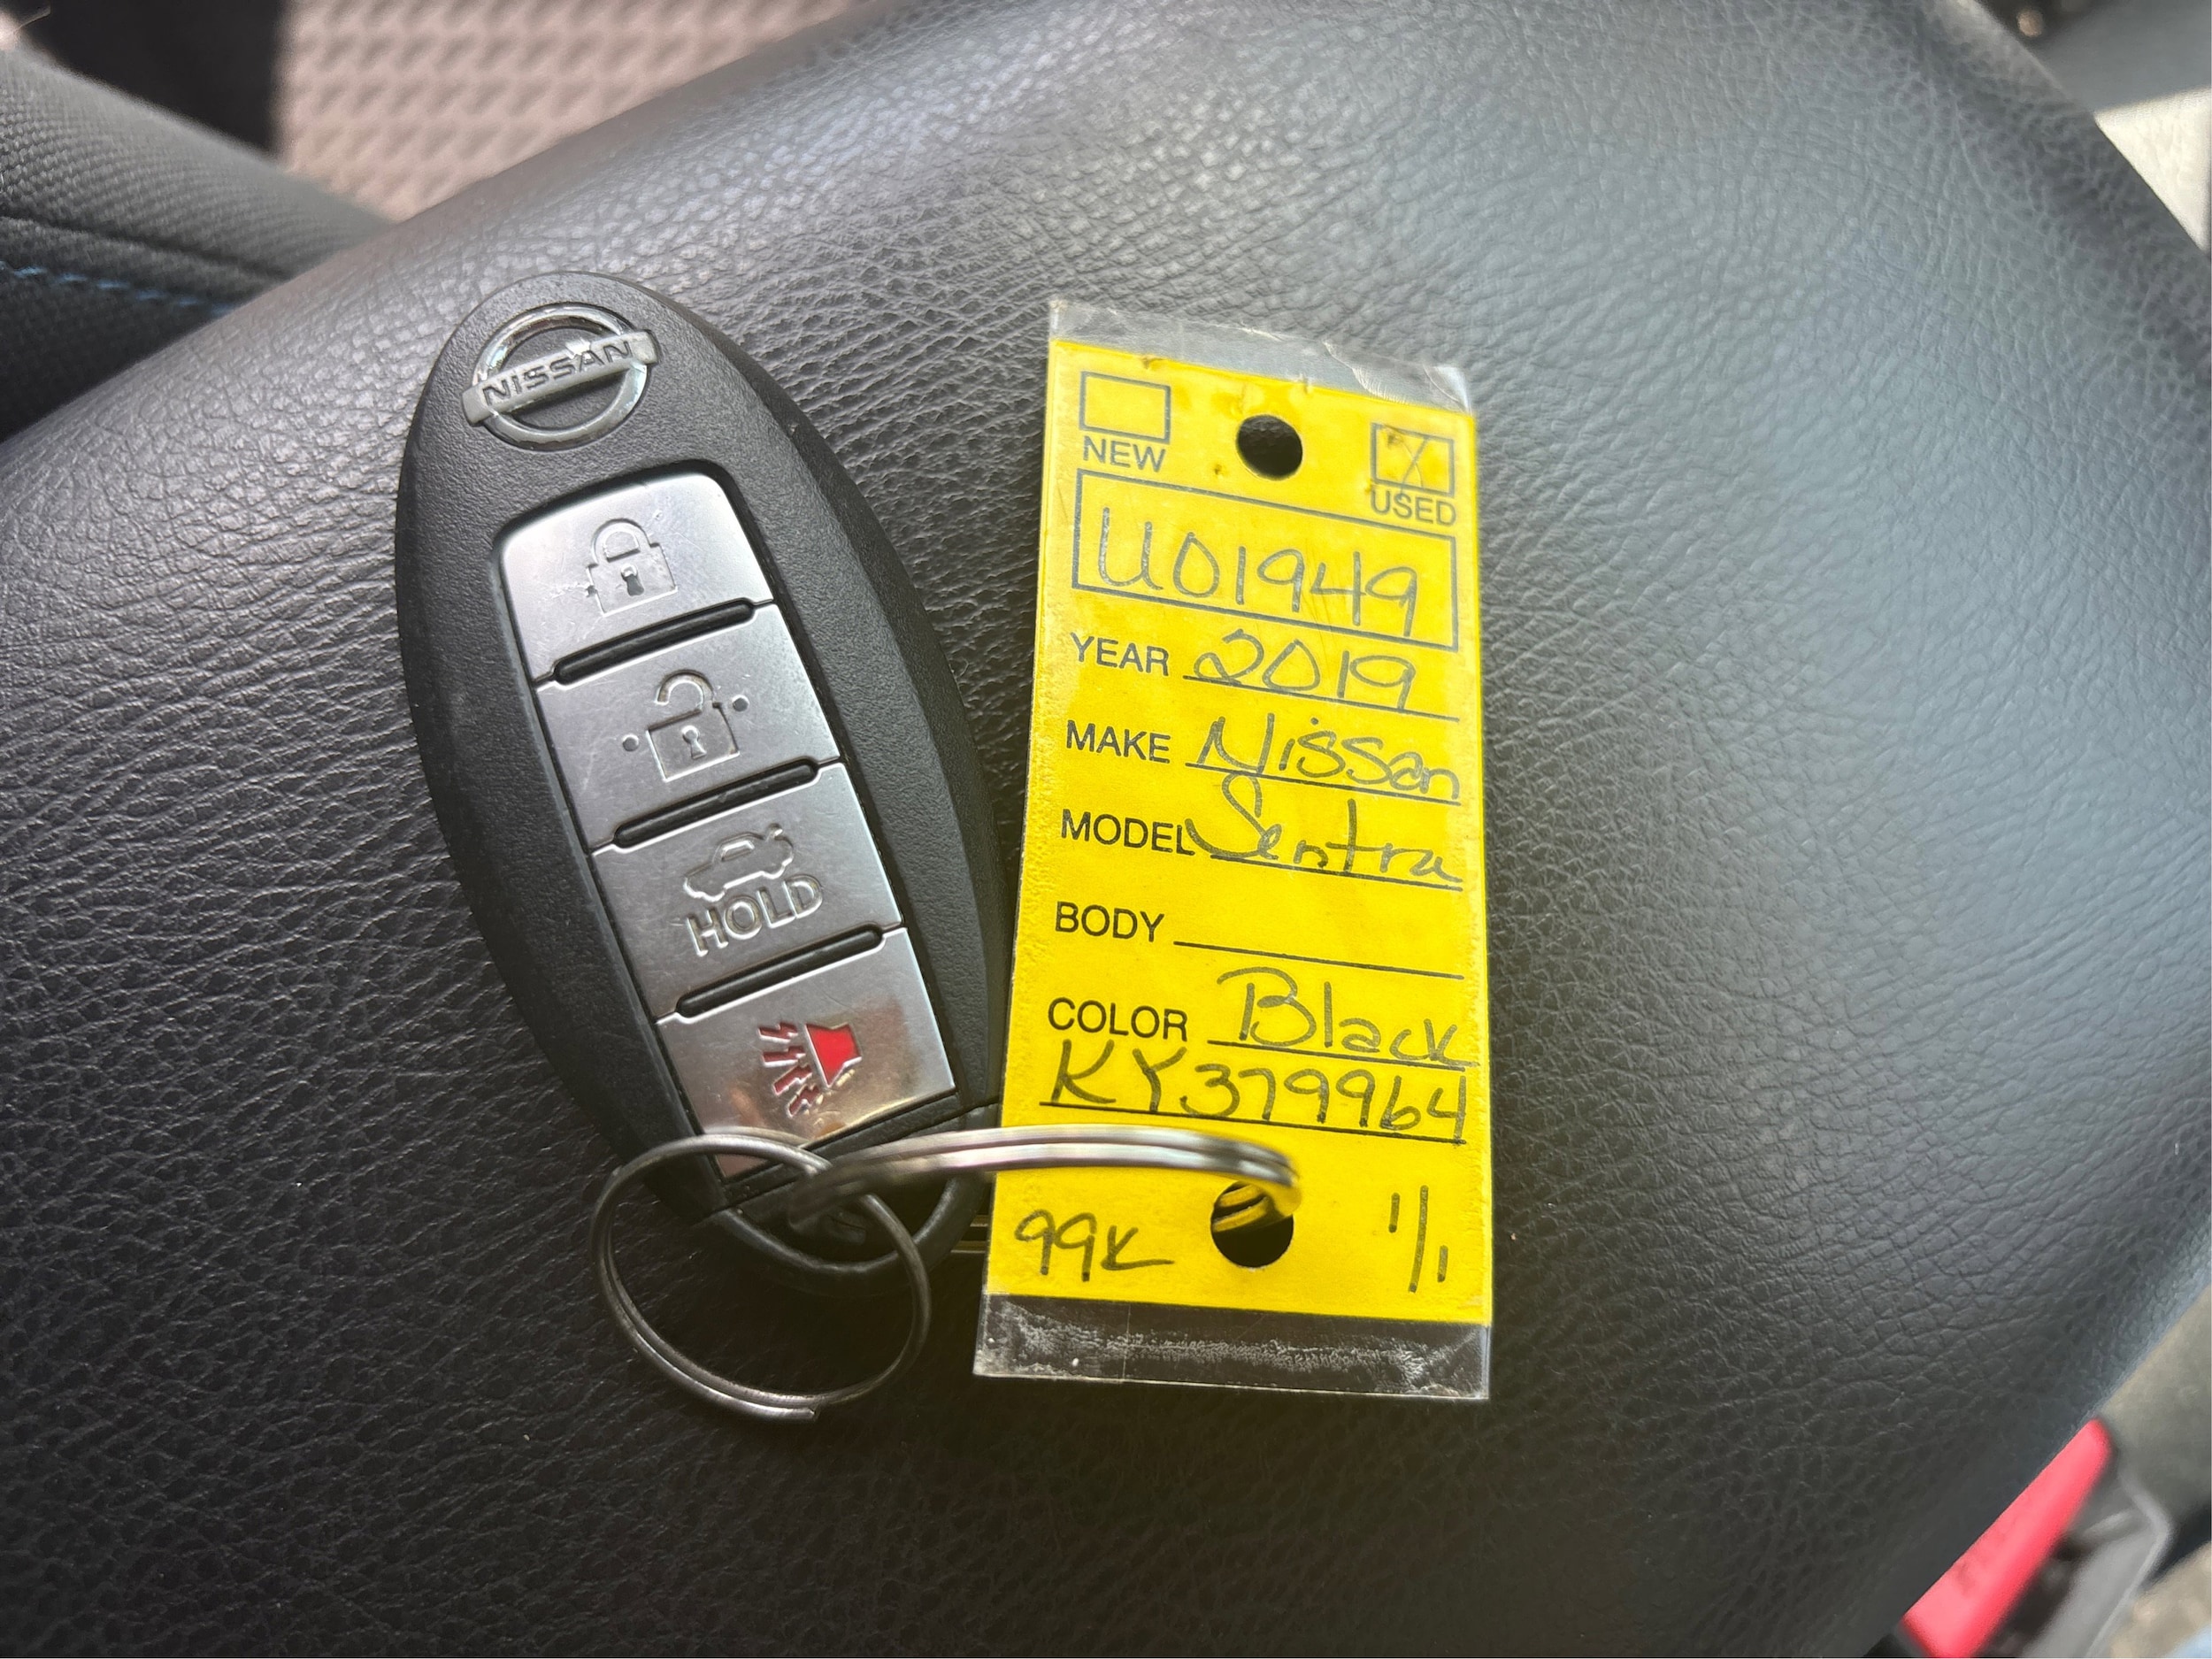 NISSAN
HOLD
NEW
USED
U01949
YEAR 2019
MAKE Nissan
MODEL Sentra
BODY
COLOR Black
KY379964
99K 1/1